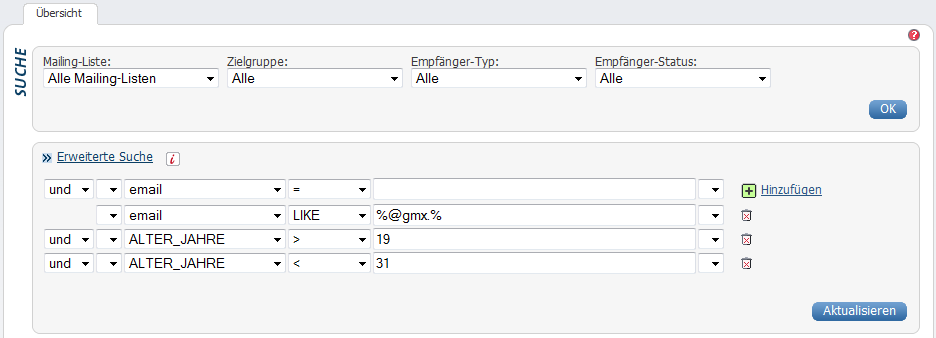 Übersicht
SUCHE
Mailing-Liste: Zielgruppe: Empfänger-Typ: Empfänger-Status:
Alle Mailing-Listen Alle Alle Alle
OK
Erweiterte Suche i
und email = Hinzufügen
email LIKE %@gmx.%
und ALTER_JAHRE > 19
und ALTER_JAHRE < 31
Aktualisieren